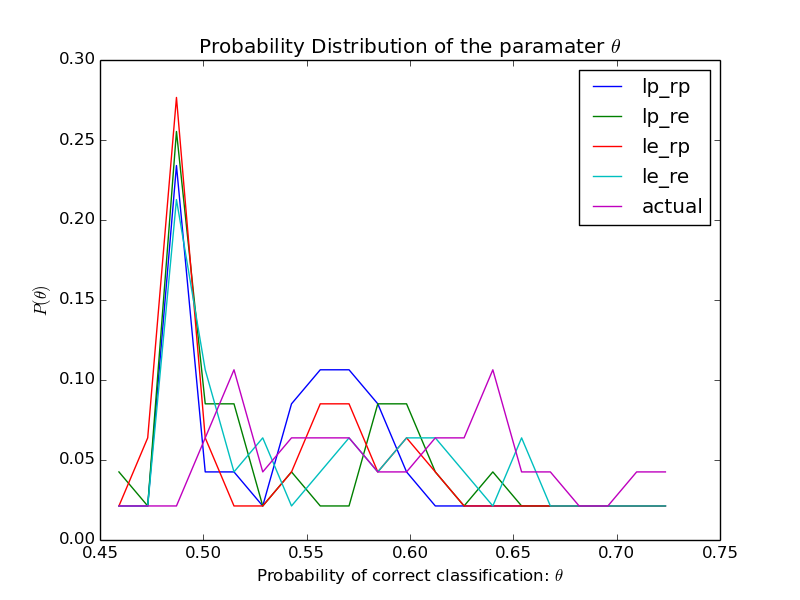 Probability Distribution of the paramater θ
0.30
0.25
0.20
0.15
0.10
0.05
0.00
P(θ)
lp_rp
lp_re
le_rp
le_re
actual
0.45 0.50 0.55 0.60 0.65 0.70 0.75
Probability of correct classification: θ